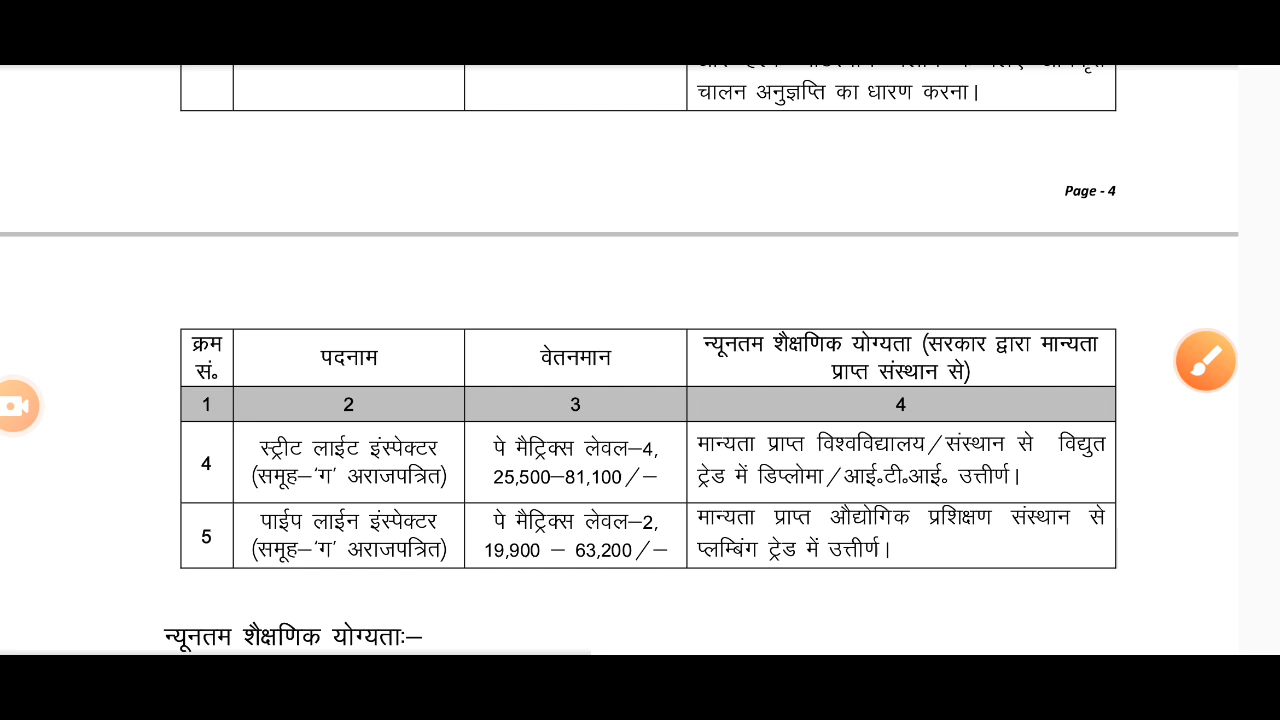 चालन अनुज्ञप्ति का धारण करना।
Page - 4
क्रम सं॰
पदनाम
वेतनमान
न्यूनतम शैक्षणिक योग्यता (सरकार द्वारा मान्यता
प्राप्त संस्थान से)
1 2 3 4
4
स्ट्रीट लाईट इंस्पेक्टर
(समूह–‘ग’ अराजपत्रित)
पे मैट्रिक्स लेवल–4,
25,500–81,100/–
मान्यता प्राप्त विश्वविद्यालय/संस्थान से विद्युत
ट्रेड में डिप्लोमा/आई॰टी॰आई॰ उत्तीर्ण।
5
पाईप लाईन इंस्पेक्टर
(समूह–‘ग’ अराजपत्रित)
पे मैट्रिक्स लेवल–2,
19,900 – 63,200/–
मान्यता प्राप्त औद्योगिक प्रशिक्षण संस्थान से
प्लम्बिंग ट्रेड में उत्तीर्ण।
न्यूनतम शैक्षणिक योग्यताः–